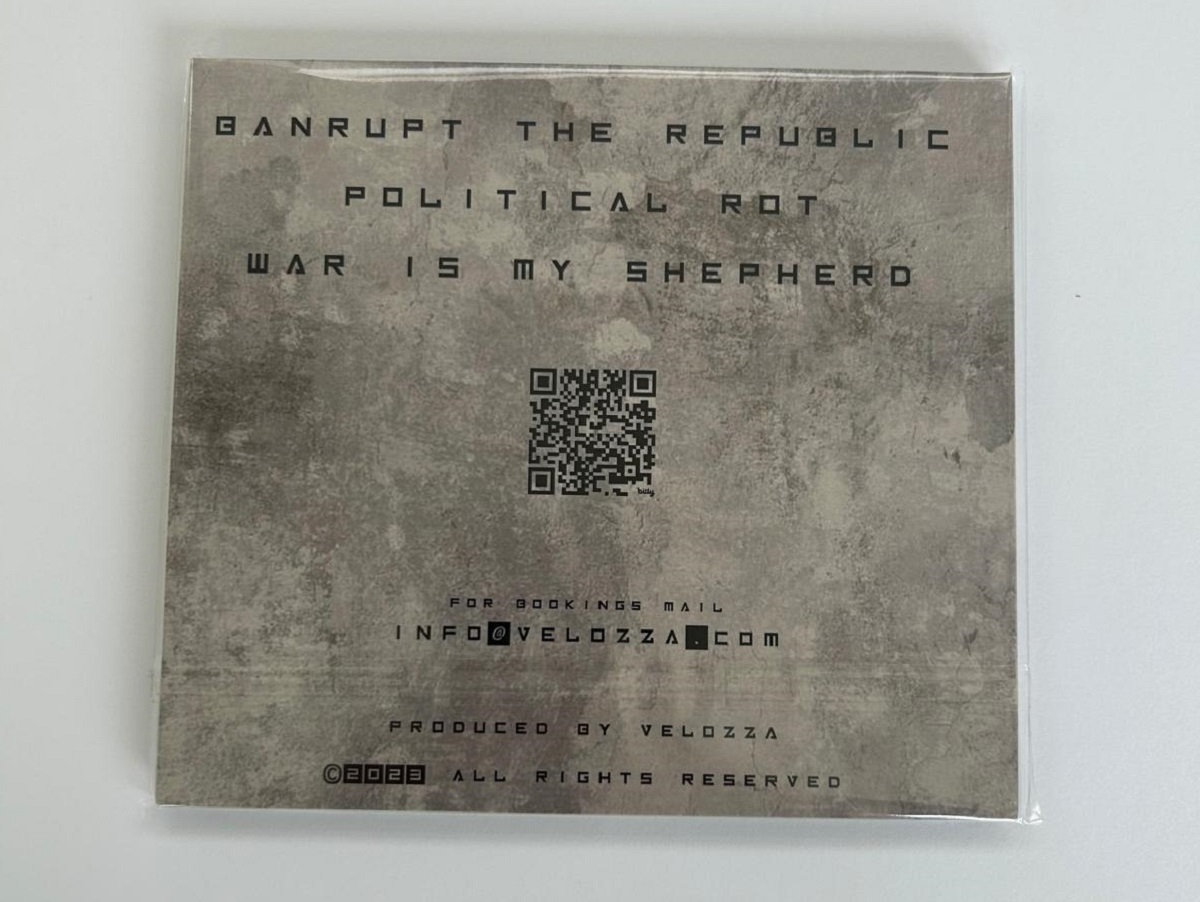 BANRUPT THE REPUBLIC
POLITICAL ROT
WAR IS MY SHEPHERD
bitly
FOR BOOKINGS MAIL
INFO@VELOZZA.COM
PRODUCED BY VELOZZA
©2023 ALL RIGHTS RESERVED